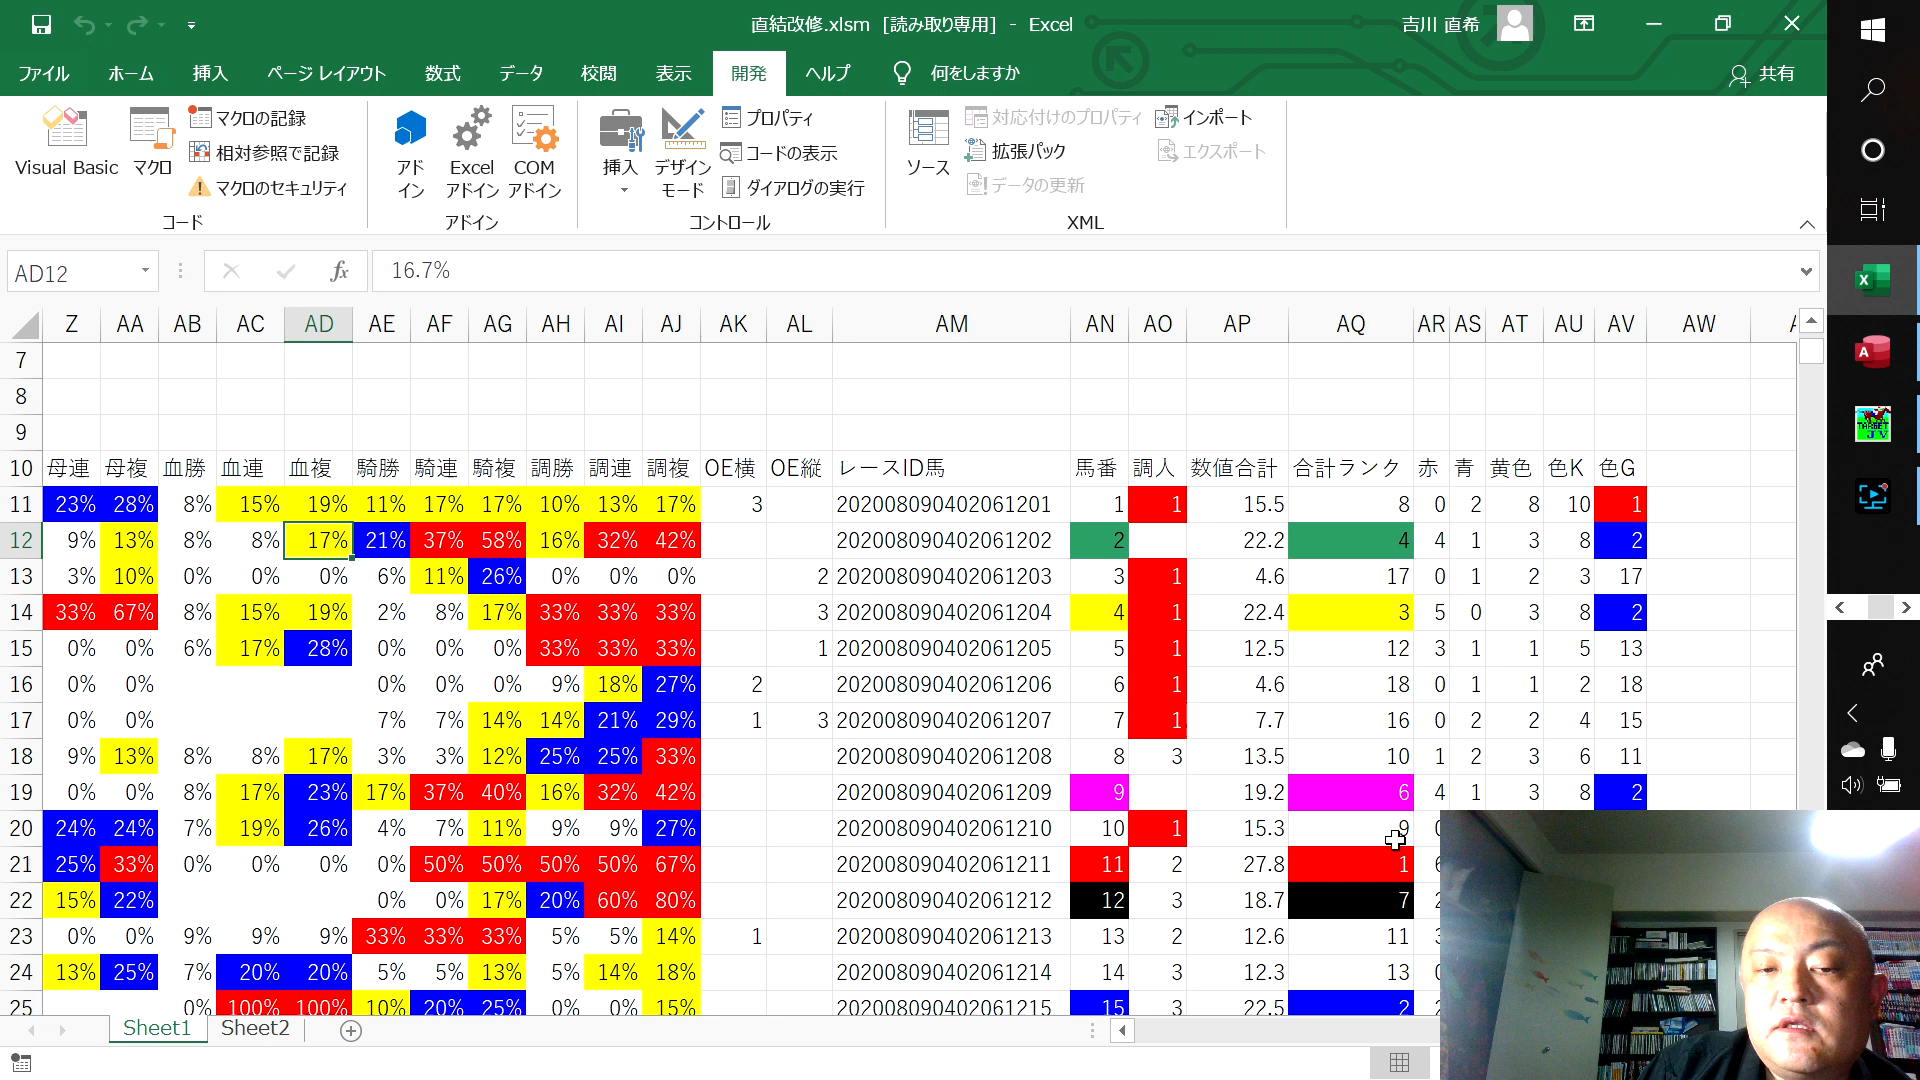 直結改修.xlsm [読み取り専用] - Excel
吉川 直希
ファイル ホーム 挿入 ページ レイアウト 数式 データ 校閲 表示 開発 ヘルプ 何をしますか 共有
Visual Basic
マクロ
マクロの記録
相対参照で記録
マクロのセキュリティ
コード
アドイン
Excel アドイン
COM アドイン
アドイン
挿入
デザイン モード
プロパティ
コードの表示
ダイアログの実行
コントロール
ソース
対応付けのプロパティ
拡張パック
データの更新
インポート
エクスポート
XML
AD12 fx 16.7%
Z AA AB AC AD AE AF AG AH AI AJ AK AL AM AN AO AP AQ AR AS AT AU AV AW
7
8
9
10 母連 母複 血勝 血連 血複 騎勝 騎連 騎複 調勝 調連 調複 OE横 OE縦 レースID馬 馬番 調人 数値合計 合計ランク 赤 青 黄色 色K 色G
11 23% 28% 8% 15% 19% 11% 17% 17% 10% 13% 17% 3 202008090402061201 1 1 15.5 8 0 2 8 10 1
12 9% 13% 8% 8% 17% 21% 37% 58% 16% 32% 42% 202008090402061202 2 22.2 4 4 1 3 8 2
13 3% 10% 0% 0% 0% 6% 11% 26% 0% 0% 0% 2 202008090402061203 3 1 4.6 17 0 1 2 3 17
14 33% 67% 8% 15% 19% 2% 8% 17% 33% 33% 33% 3 202008090402061204 4 1 22.4 3 5 0 3 8 2
15 0% 0% 6% 17% 28% 0% 0% 0% 33% 33% 33% 1 202008090402061205 5 1 12.5 12 3 1 1 5 13
16 0% 0% 0% 0% 0% 9% 18% 27% 2 202008090402061206 6 1 4.6 18 0 1 1 2 18
17 0% 0% 7% 7% 14% 14% 21% 29% 1 3 202008090402061207 7 1 7.7 16 0 2 2 4 15
18 9% 13% 8% 8% 17% 3% 3% 12% 25% 25% 33% 202008090402061208 8 3 13.5 10 1 2 3 6 11
19 0% 0% 8% 17% 23% 17% 37% 40% 16% 32% 42% 202008090402061209 9 19.2 6 4 1 3 8 2
20 24% 24% 7% 19% 26% 4% 7% 11% 9% 9% 27% 202008090402061210 10 1 15.3 9
21 25% 33% 0% 0% 0% 0% 50% 50% 50% 50% 67% 202008090402061211 11 2 27.8 1
22 15% 22% 0% 0% 17% 20% 60% 80% 202008090402061212 12 3 18.7 7
23 0% 0% 9% 9% 9% 33% 33% 33% 5% 5% 14% 1 202008090402061213 13 2 12.6 11
24 13% 25% 7% 20% 20% 5% 5% 13% 5% 14% 18% 202008090402061214 14 3 12.3 13
25 0% 100% 100% 10% 20% 25% 0% 0% 15% 202008090402061215 15 3 22.5 2
Sheet1 Sheet2
TARGET
JV